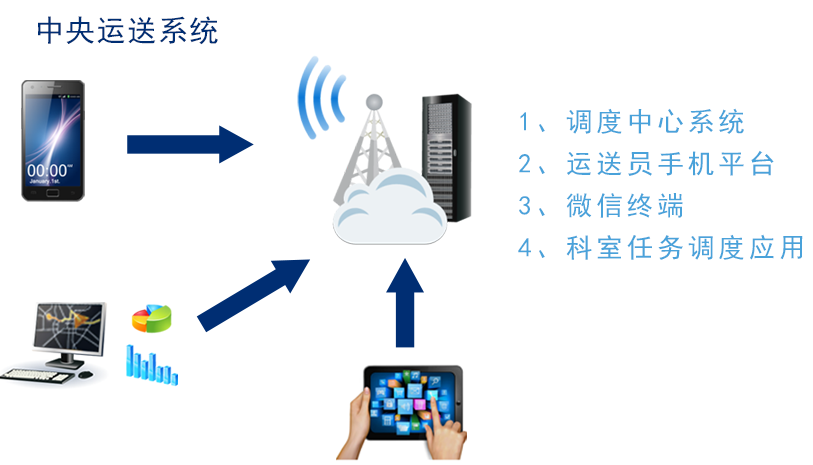 中央运送系统
00:00
January, 1st.
1、调度中心系统
2、运送员手机平台
3、微信终端
4、科室任务调度应用